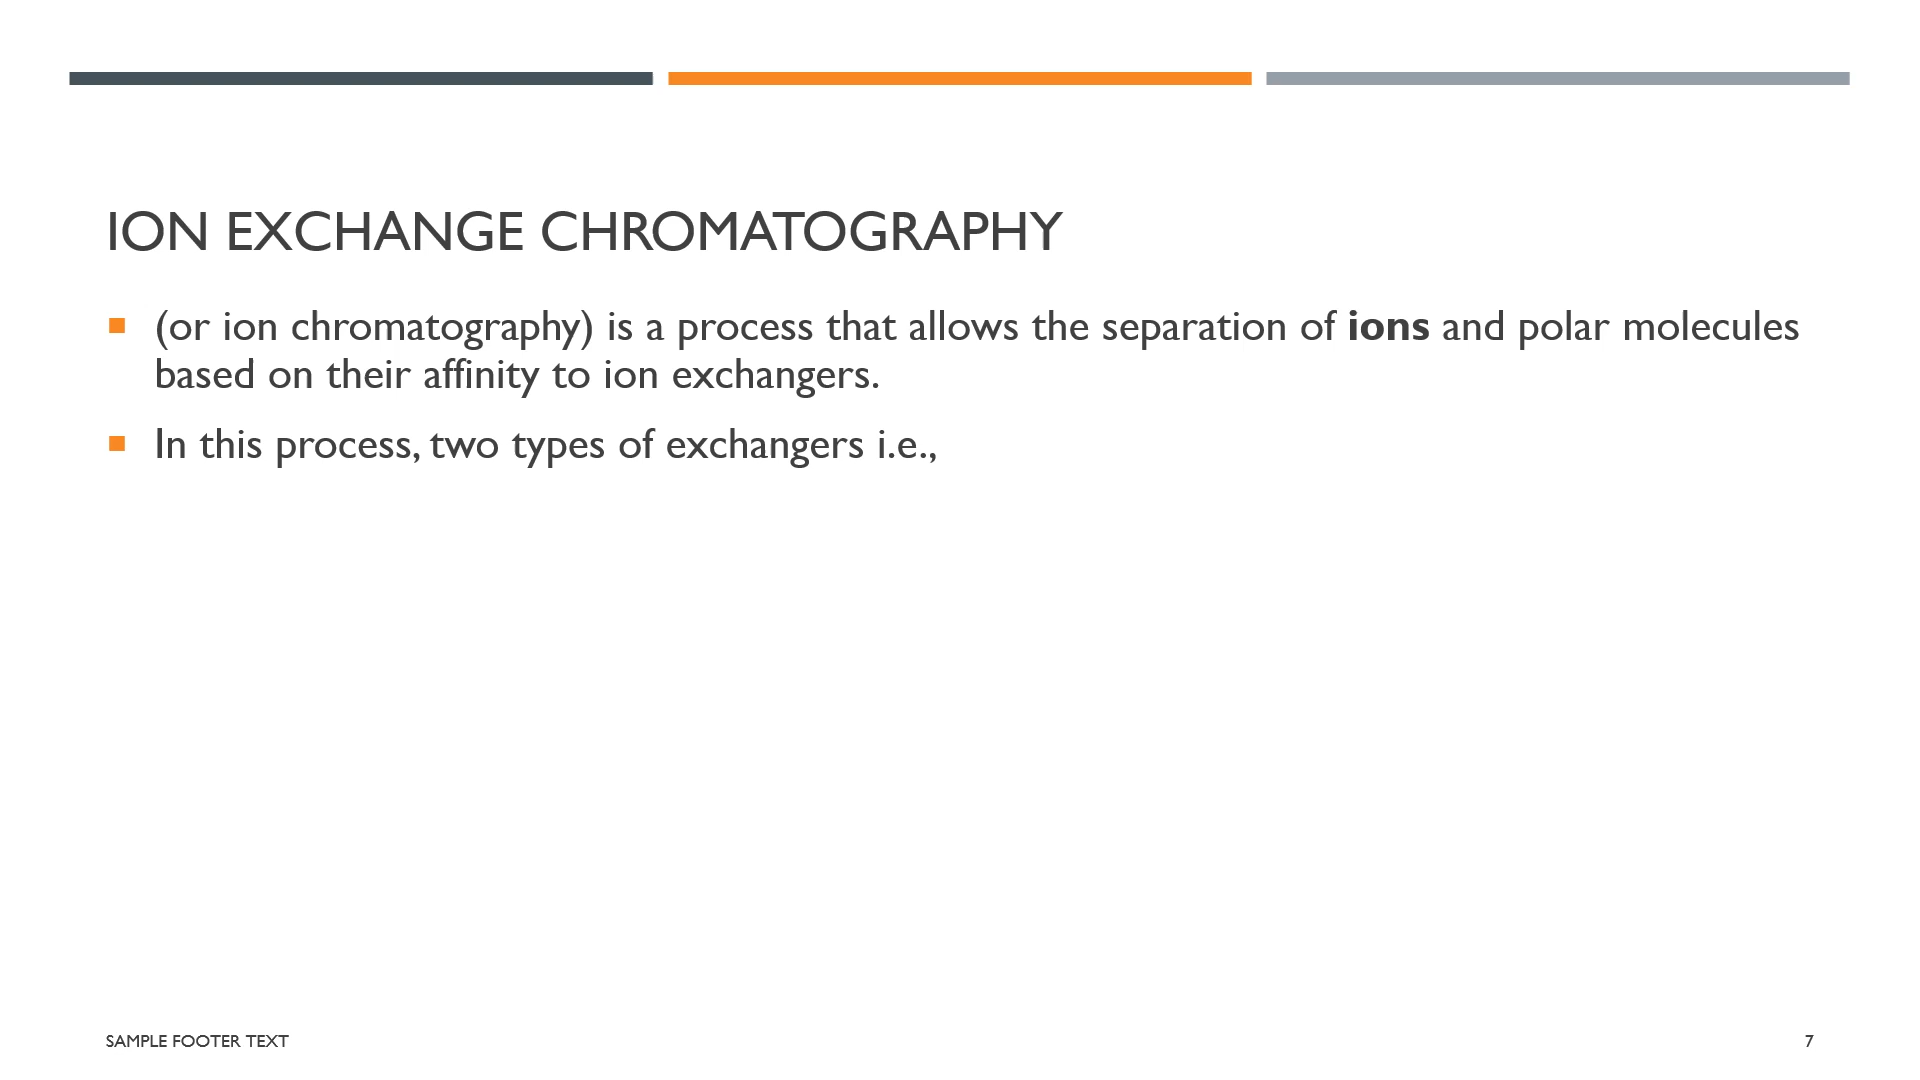 ION EXCHANGE CHROMATOGRAPHY
(or ion chromatography) is a process that allows the separation of ions and polar molecules
based on their affinity to ion exchangers.
In this process, two types of exchangers i.e.,
SAMPLE FOOTER TEXT
7